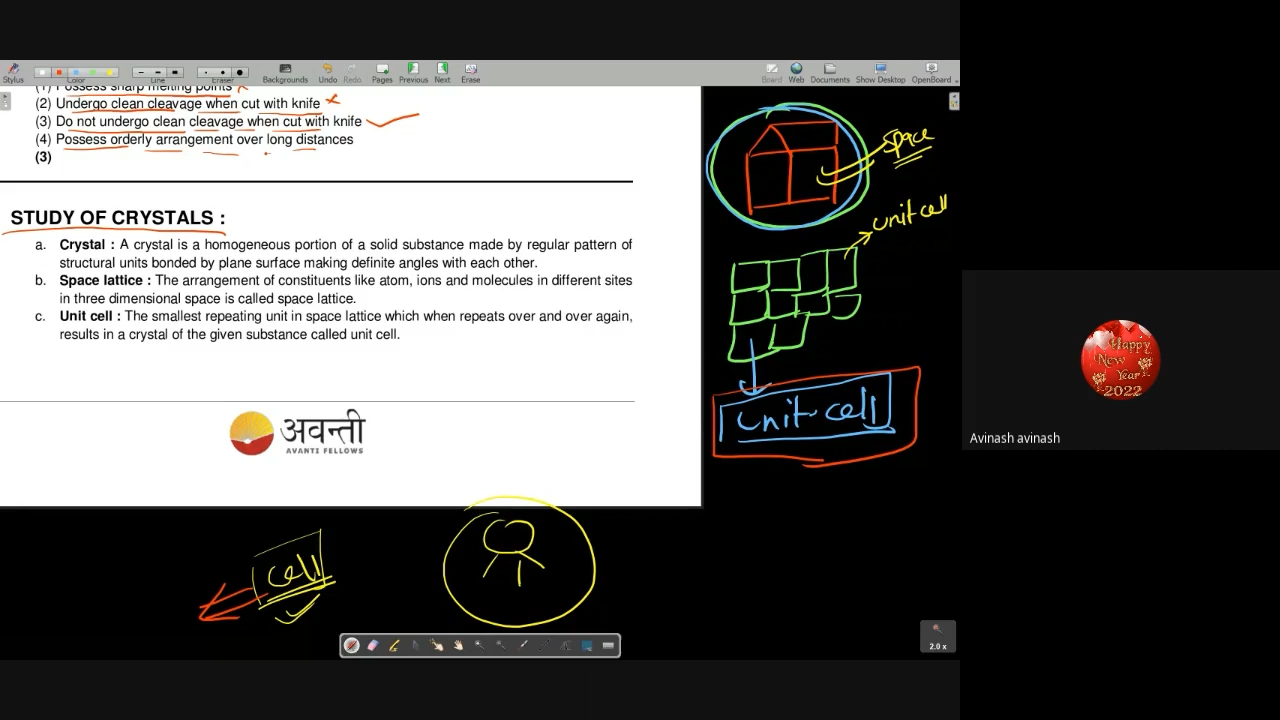 Stylus
Color
Line
Eraser
Backgrounds
Undo
Redo
Pages
Previous
Next
Erase
Board
Web
Documents
Show Desktop
OpenBoard
(1) Possess sharp melting points
(2) Undergo clean cleavage when cut with knife
(3) Do not undergo clean cleavage when cut with knife
(4) Possess orderly arrangement over long distances
(3)
STUDY OF CRYSTALS :
a. Crystal : A crystal is a homogeneous portion of a solid substance made by regular pattern of
structural units bonded by plane surface making definite angles with each other.
b. Space lattice : The arrangement of constituents like atom, ions and molecules in different sites
in three dimensional space is called space lattice.
c. Unit cell : The smallest repeating unit in space lattice which when repeats over and over again,
results in a crystal of the given substance called unit cell.
अवन्ती
AVANTI FELLOWS
space
unit cell
Unit-cell
cell
2.0 x
Happy
New
Year
2022
Avinash avinash